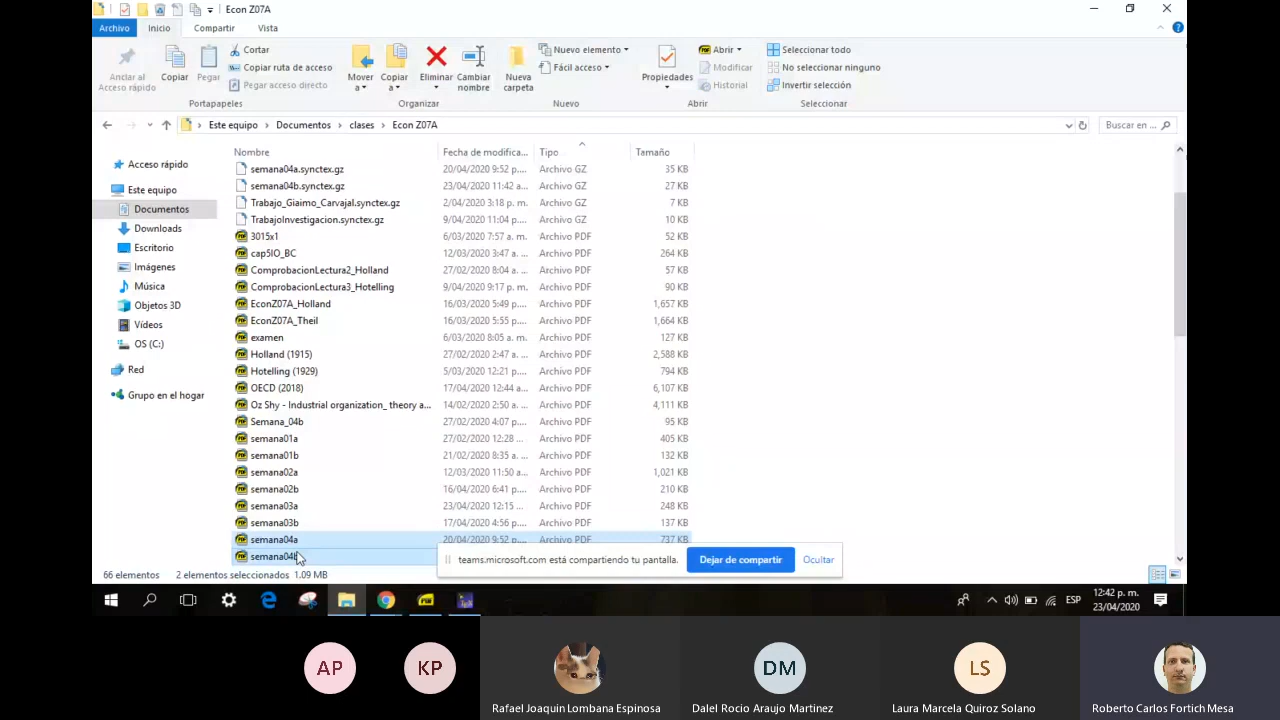 Econ Z07A
Archivo Inicio Compartir Vista
Anclar al Acceso rápido
Copiar
Pegar
Cortar
Copiar ruta de acceso
Pegar acceso directo
Portapapeles
Mover a
Copiar a
Eliminar
Cambiar nombre
Organizar
Nueva carpeta
Nuevo elemento
Fácil acceso
Nuevo
Propiedades
Abrir
Modificar
Historial
Abrir
Seleccionar todo
No seleccionar ninguno
Invertir selección
Seleccionar
Este equipo > Documentos > clases > Econ Z07A
Buscar en ...
Acceso rápido
Este equipo
Documentos
Downloads
Escritorio
Imágenes
Música
Objetos 3D
Vídeos
OS (C:)
Red
Grupo en el hogar
Nombre Fecha de modifica... Tipo Tamaño
semana04a.synctex.gz 20/04/2020 9:52 p.... Archivo GZ 35 KB
semana04b.synctex.gz 23/04/2020 11:42 a... Archivo GZ 27 KB
Trabajo_Giaimo_Carvajal.synctex.gz 2/04/2020 3:18 p. m. Archivo GZ 7 KB
TrabajoInvestigacion.synctex.gz 9/04/2020 11:04 p... Archivo GZ 10 KB
3015x1 6/03/2020 7:57 a. m. Archivo PDF 52 KB
cap5IO_BC 12/03/2020 3:47 a. ... Archivo PDF 264 KB
ComprobacionLectura2_Holland 27/02/2020 8:04 a. ... Archivo PDF 57 KB
ComprobacionLectura3_Hotelling 9/04/2020 9:17 p. m. Archivo PDF 90 KB
EconZ07A_Holland 16/03/2020 5:49 p.... Archivo PDF 1,657 KB
EconZ07A_Theil 16/03/2020 5:55 p.... Archivo PDF 1,664 KB
examen 6/03/2020 8:05 a. m. Archivo PDF 127 KB
Holland (1915) 27/02/2020 2:47 a. ... Archivo PDF 2,588 KB
Hotelling (1929) 5/03/2020 12:21 p... Archivo PDF 794 KB
OECD (2018) 17/04/2020 12:44 a... Archivo PDF 6,107 KB
Oz Shy - Industrial organization_ theory a... 14/02/2020 2:50 a. ... Archivo PDF 4,111 KB
Semana_04b 27/02/2020 4:07 p.... Archivo PDF 95 KB
semana01a 27/02/2020 12:28 ... Archivo PDF 405 KB
semana01b 21/02/2020 8:35 a. ... Archivo PDF 132 KB
semana02a 12/03/2020 11:50 a... Archivo PDF 1,021 KB
semana02b 16/04/2020 6:41 p.... Archivo PDF 210 KB
semana03a 23/04/2020 12:15 ... Archivo PDF 248 KB
semana03b 17/04/2020 4:56 p.... Archivo PDF 137 KB
semana04a 20/04/2020 9:52 p.... Archivo PDF 737 KB
semana04b
teams.microsoft.com está compartiendo tu pantalla. Dejar de compartir Ocultar
66 elementos 2 elementos seleccionados 1.09 MB
ESP
12:42 p. m.
23/04/2020
AP KP DM LS
Rafael Joaquin Lombana Espinosa Dalel Rocio Araujo Martinez Laura Marcela Quiroz Solano Roberto Carlos Fortich Mesa